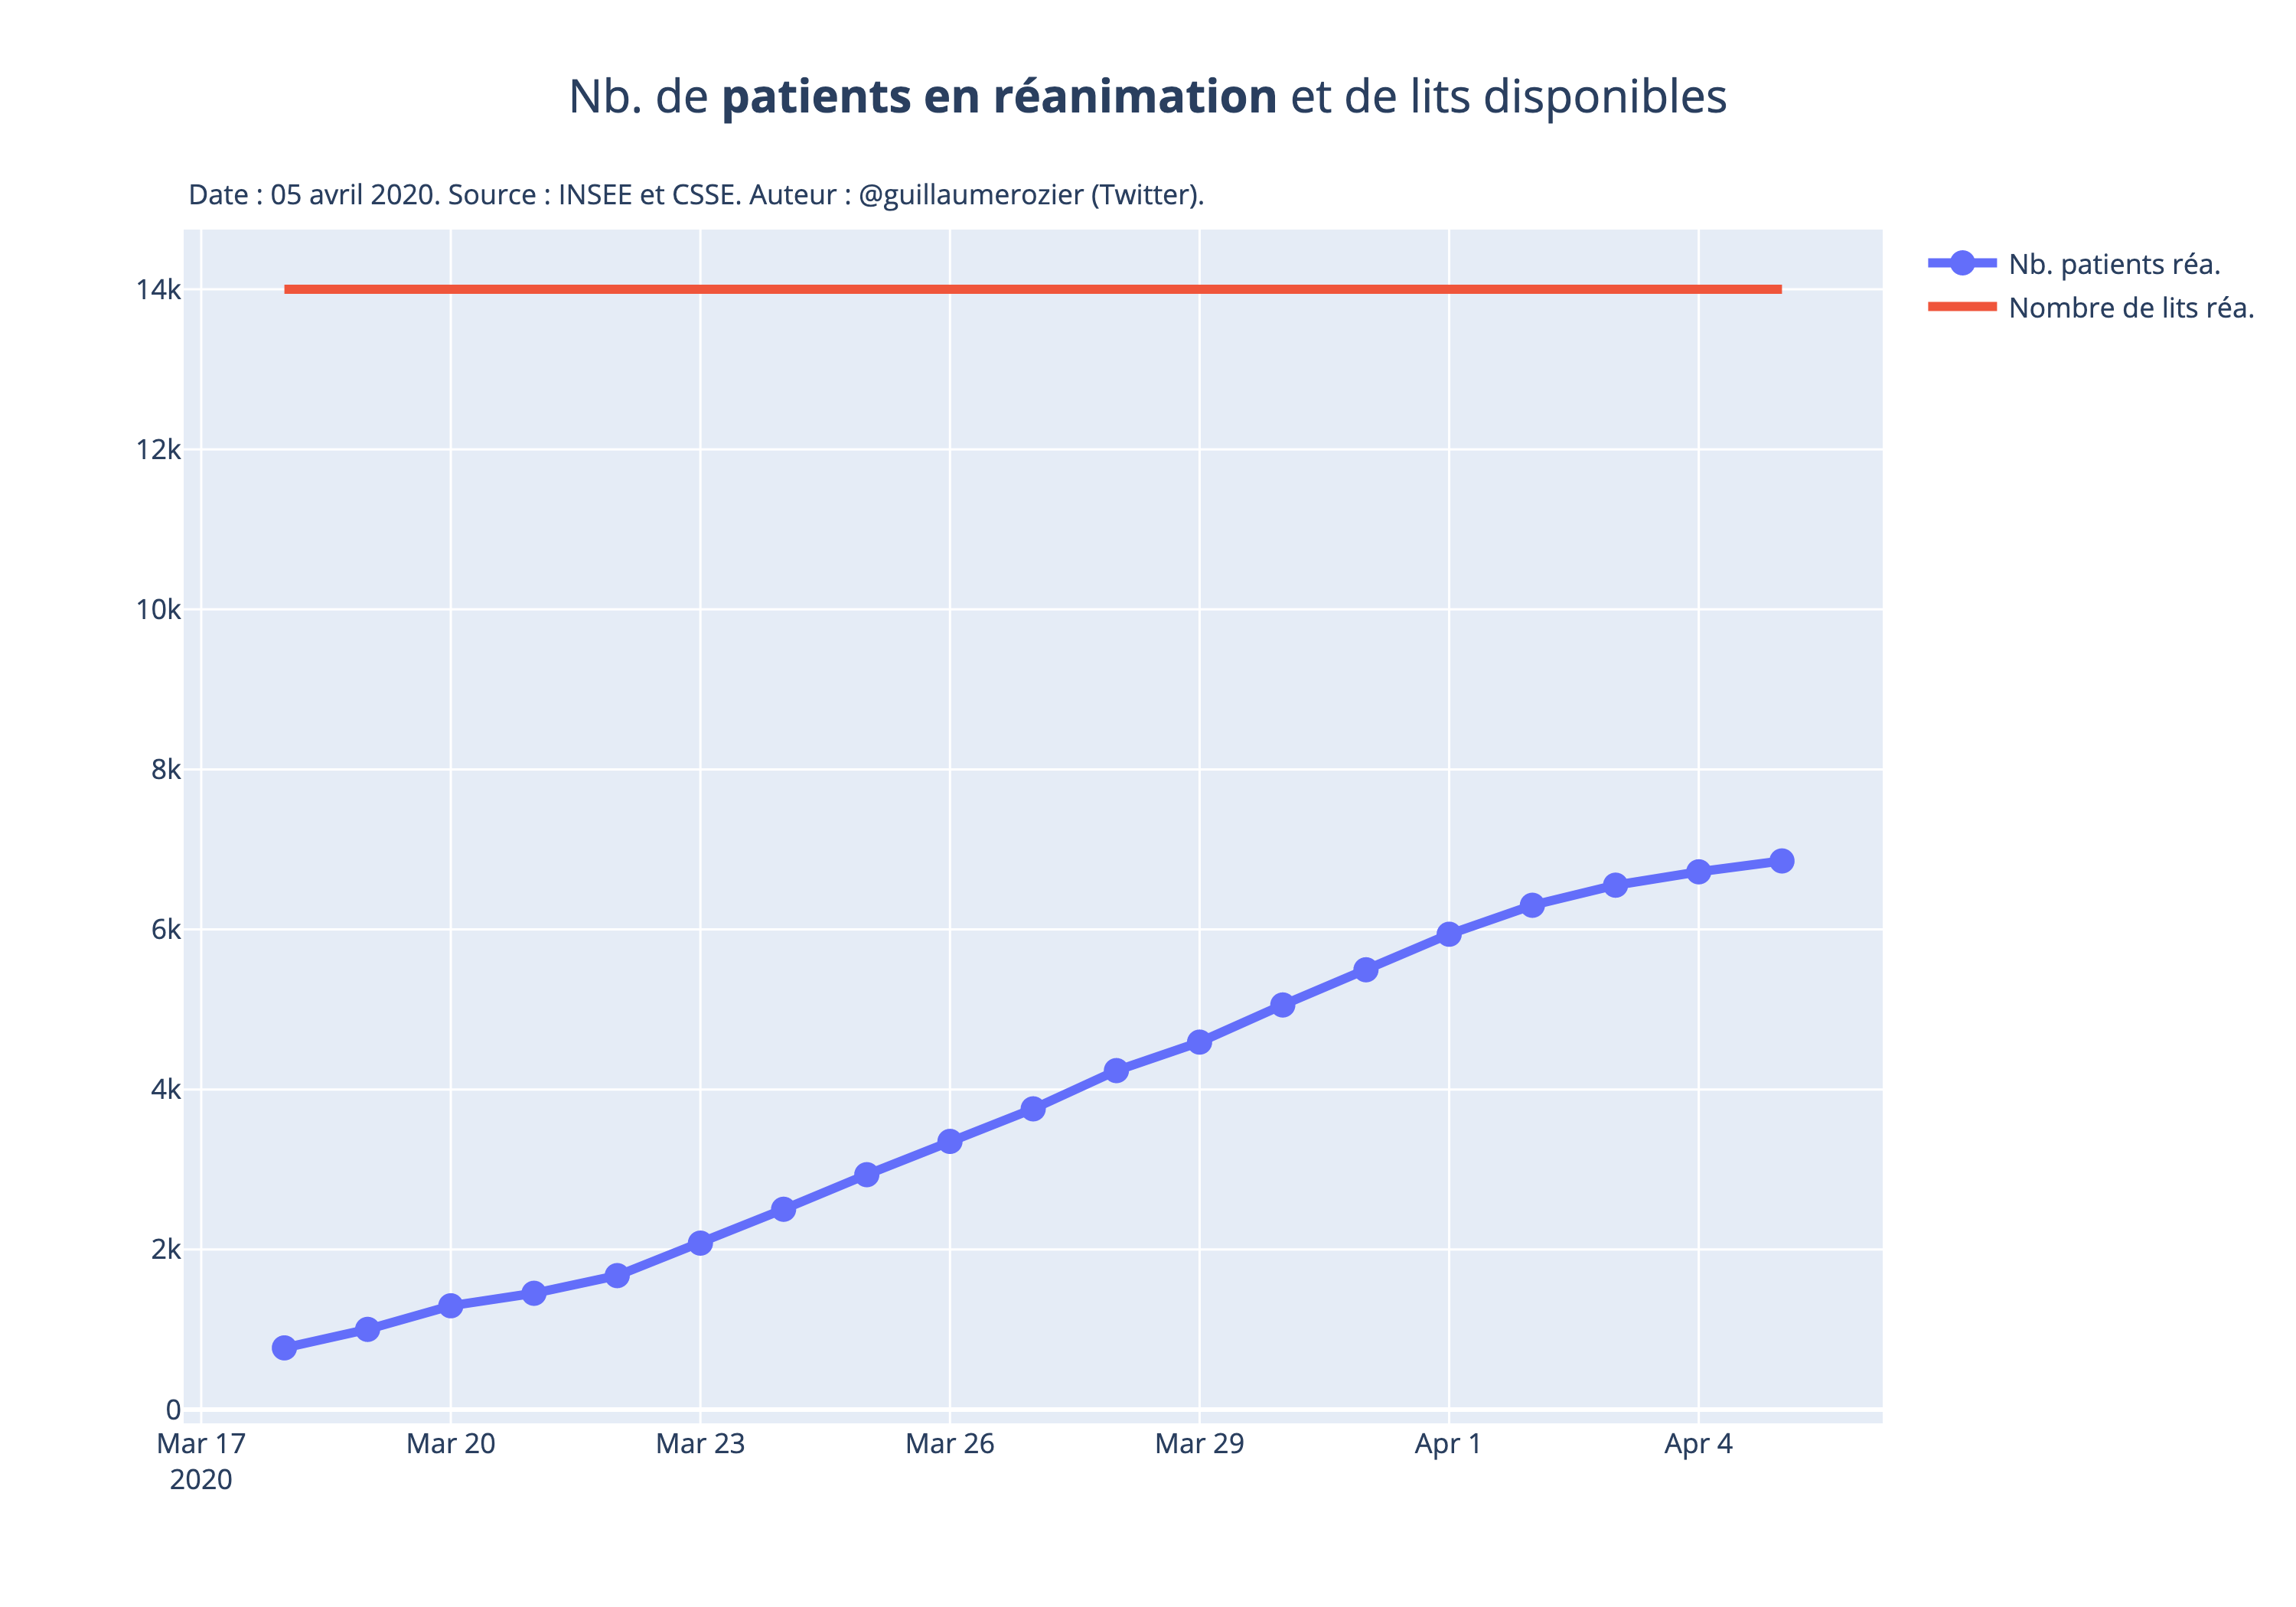 Nb. de patients en réanimation et de lits disponibles
Date : 05 avril 2020. Source : INSEE et CSSE. Auteur : @guillaumerozier (Twitter).
Nb. patients réa.
Nombre de lits réa.
14k
12k
10k
8k
6k
4k
2k
0
Mar 17 Mar 20 Mar 23 Mar 26 Mar 29 Apr 1 Apr 4
2020